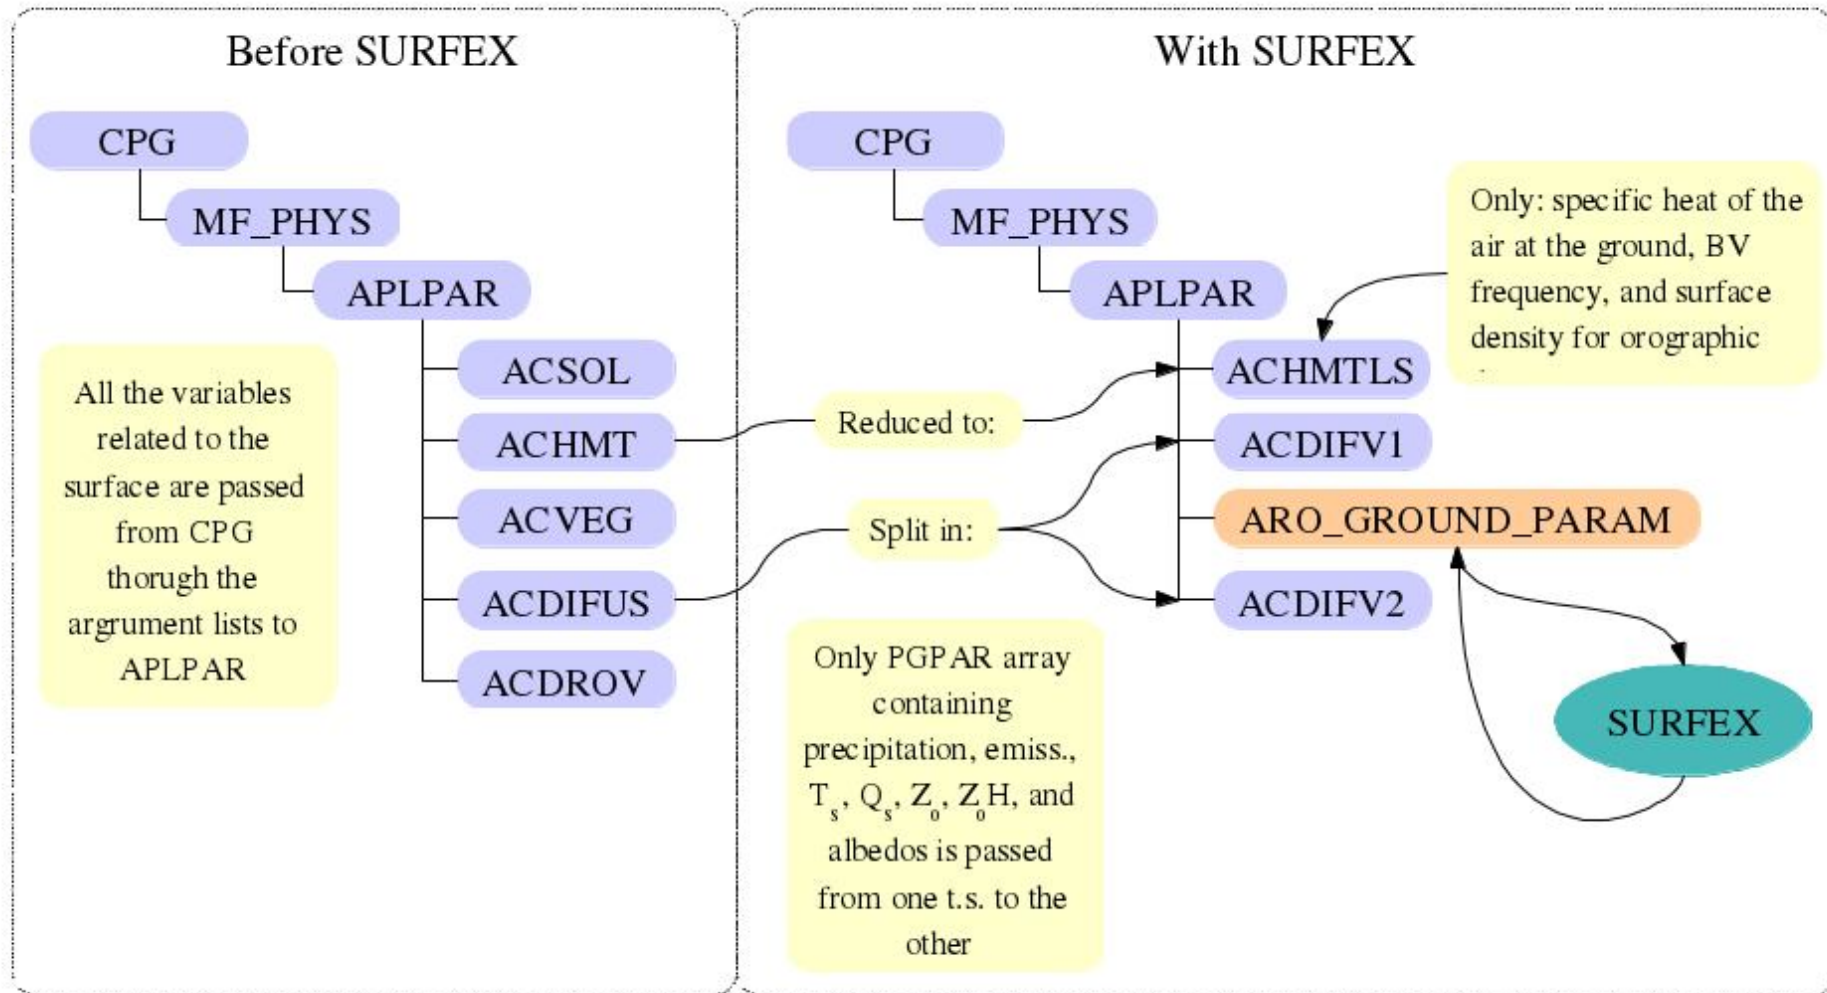 Before SURFEX
CPG
MF_PHYS
APLPAR
ACSOL
ACHMT
ACVEG
ACDIFUS
ACDROV
All the variables
related to the
surface are passed
from CPG
thorugh the
argrument lists to
APLPAR
Reduced to:
Split in:
With SURFEX
CPG
MF_PHYS
APLPAR
ACHMTLS
ACDIFV1
ARO_GROUND_PARAM
ACDIFV2
SURFEX
Only: specific heat of the
air at the ground, BV
frequency, and surface
density for orographic
Only PGPAR array
containing
precipitation, emiss.,
Ts, Qs, Zo, ZoH, and
albedos is passed
from one t.s. to the
other